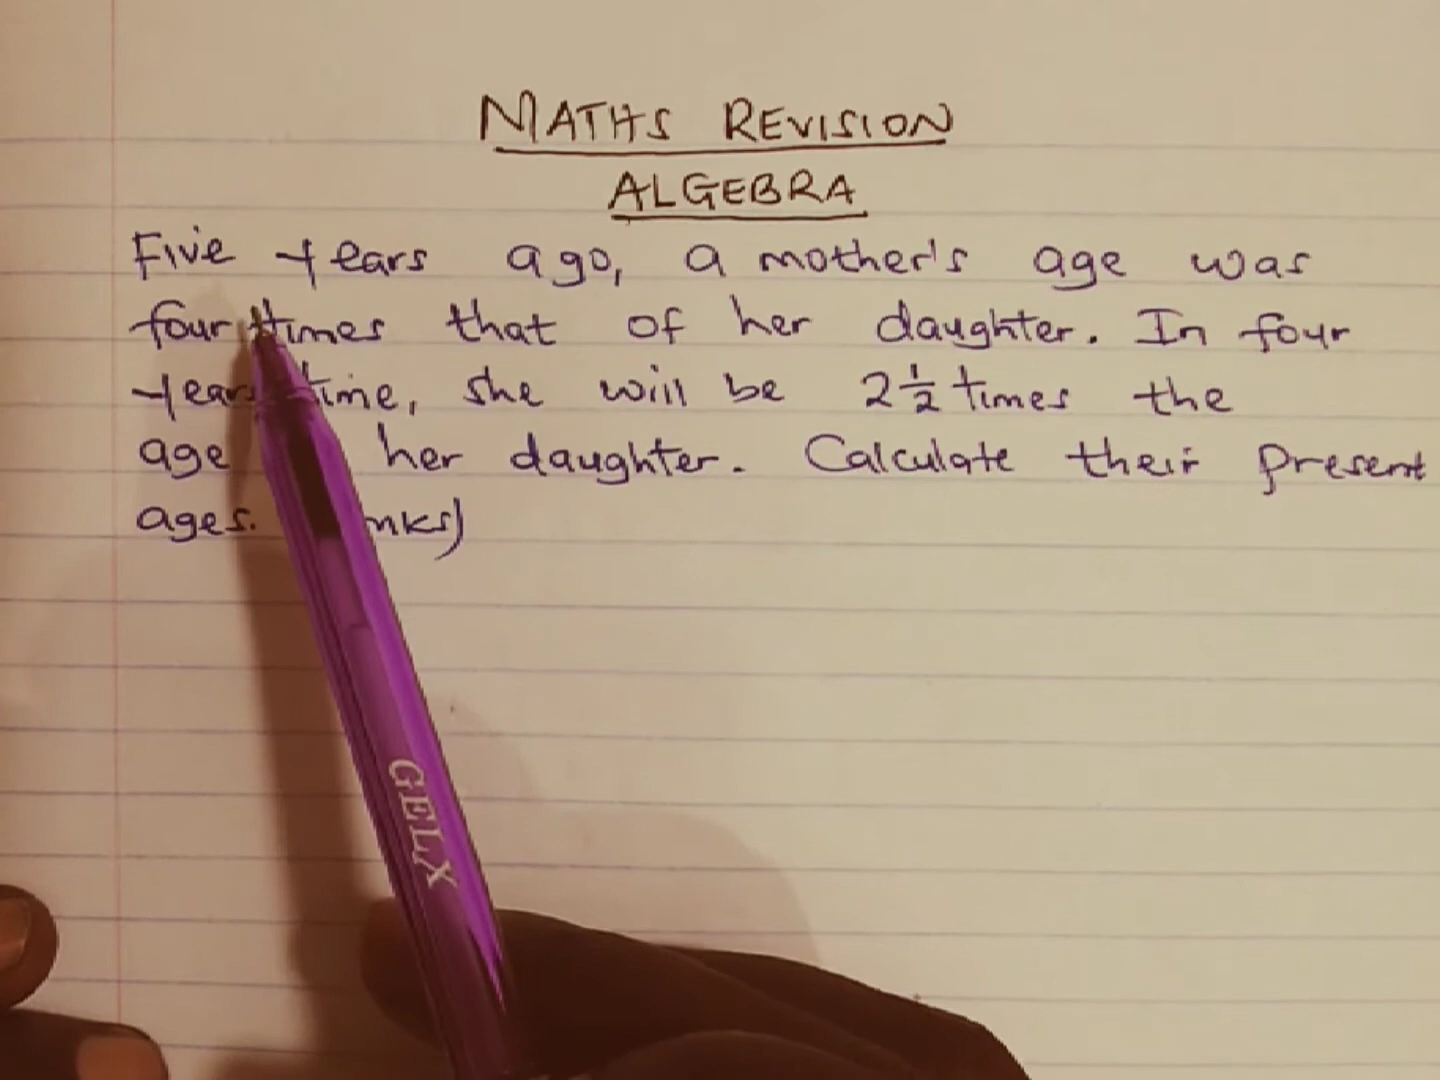 MATHS REVISION
ALGEBRA
Five years ago, a mother's age was
four times that of her daughter. In four
years time, she will be 2½ times the
age her daughter. Calculate their present
ages. mks)
GELX